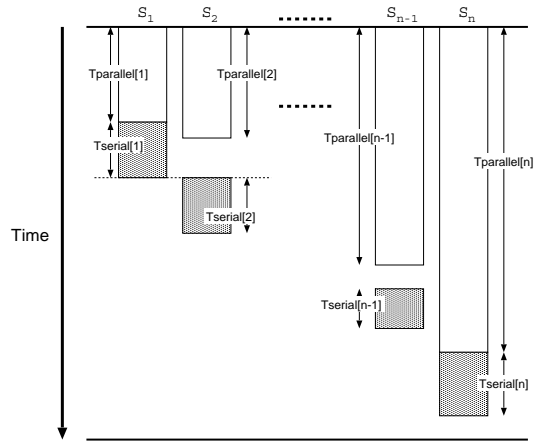 S1
S2
Sn-1
Sn
Tparallel[1]
Tparallel[2]
Tparallel[n-1]
Tparallel[n]
Tserial[1]
Tserial[2]
Time
Tserial[n-1]
Tserial[n]